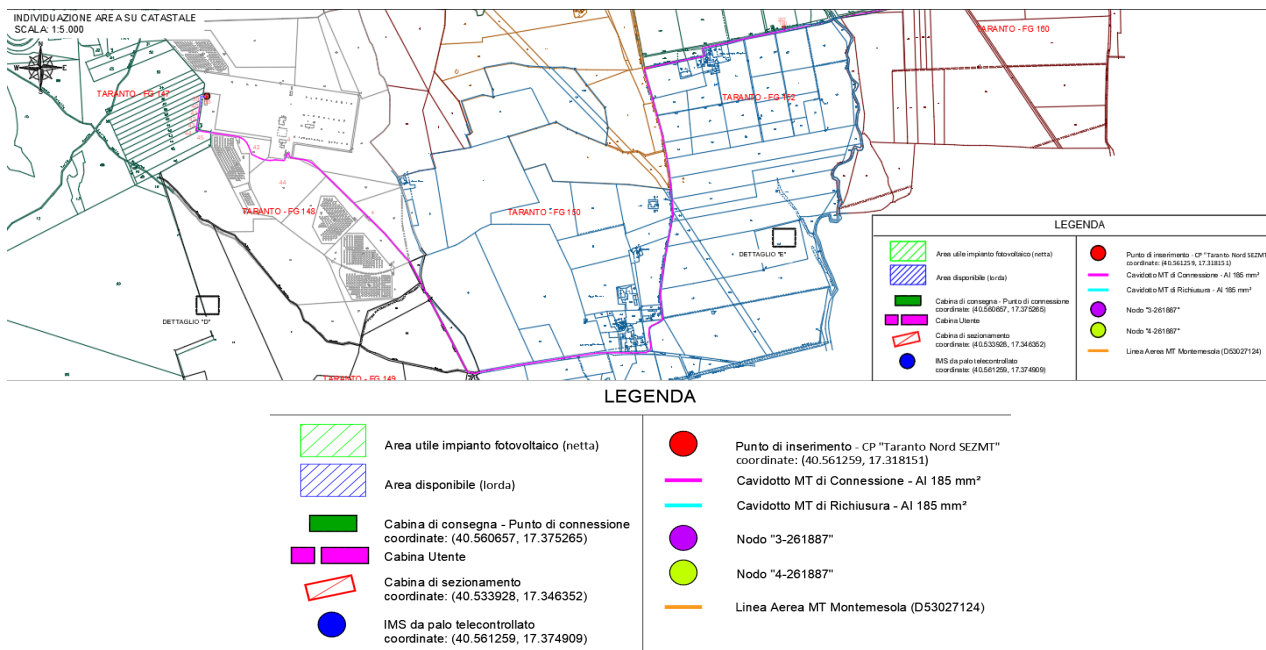 INDIVIDUAZIONE AREA SU CATASTALE
SCALA: 1:5.000
TARANTO - FG 147
TARANTO - FG 160
TARANTO - FG 148
TARANTO - FG 150
DETTAGLIO "D"
DETTAGLIO "E"
TARANTO - FG 149
LEGENDA
Area utile impianto fotovoltaico (netta)
Area disponibile (lorda)
Cabina di consegna - Punto di connessione
coordinate: (40.560657, 17.375265)
Cabina Utente
Cabina di sezionamento
coordinate: (40.533928, 17.346352)
IMS da palo telecontrollato
coordinate: (40.561259, 17.374909)
Punto di inserimento - CP "Taranto Nord SEZMT"
coordinate: (40.561259, 17.318151)
Cavidotto MT di Connessione - Al 185 mm²
Cavidotto MT di Richiusura - Al 185 mm²
Nodo "3-261887"
Nodo "4-261887"
Linea Aerea MT Montemesola (D53027124)
LEGENDA
Area utile impianto fotovoltaico (netta)
Area disponibile (lorda)
Cabina di consegna - Punto di connessione
coordinate: (40.560657, 17.375265)
Cabina Utente
Cabina di sezionamento
coordinate: (40.533928, 17.346352)
IMS da palo telecontrollato
coordinate: (40.561259, 17.374909)
Punto di inserimento - CP "Taranto Nord SEZMT"
coordinate: (40.561259, 17.318151)
Cavidotto MT di Connessione - Al 185 mm²
Cavidotto MT di Richiusura - Al 185 mm²
Nodo "3-261887"
Nodo "4-261887"
Linea Aerea MT Montemesola (D53027124)